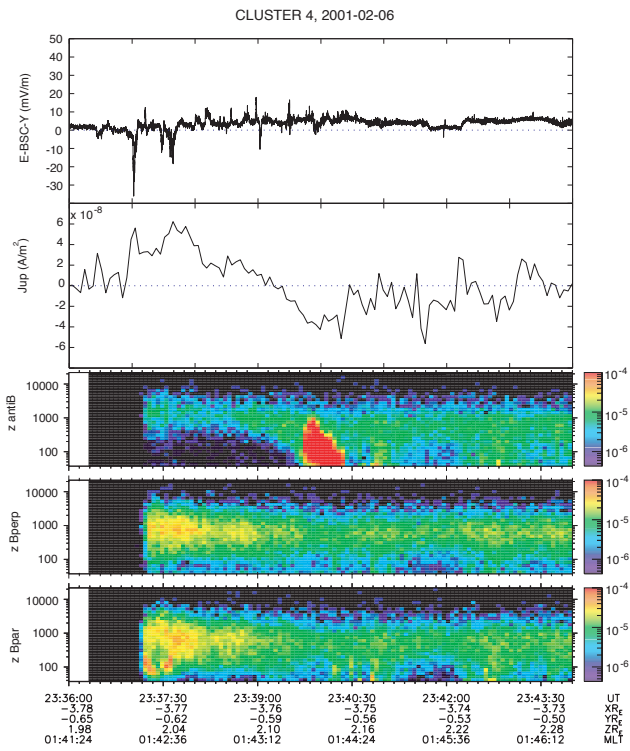 CLUSTER 4, 2001-02-06
E-BSC-Y (mV/m)
50
40
30
20
10
0
-10
-20
-30
x 10⁻⁸
Jup (A/m²)
6
4
2
0
-2
-4
-6
z antiB
10000
1000
100
10⁻⁴
10⁻⁵
10⁻⁶
z Bperp
10000
1000
100
10⁻⁴
10⁻⁵
10⁻⁶
z Bpar
10000
1000
100
10⁻⁴
10⁻⁵
10⁻⁶
23:36:00 23:37:30 23:39:00 23:40:30 23:42:00 23:43:30 UT
-3.78 -3.77 -3.76 -3.75 -3.74 -3.73 XR_E
-0.65 -0.62 -0.59 -0.56 -0.53 -0.50 YR_E
1.98 2.04 2.10 2.16 2.22 2.28 ZR_E
01:41:24 01:42:36 01:43:12 01:44:24 01:45:36 01:46:12 MLT